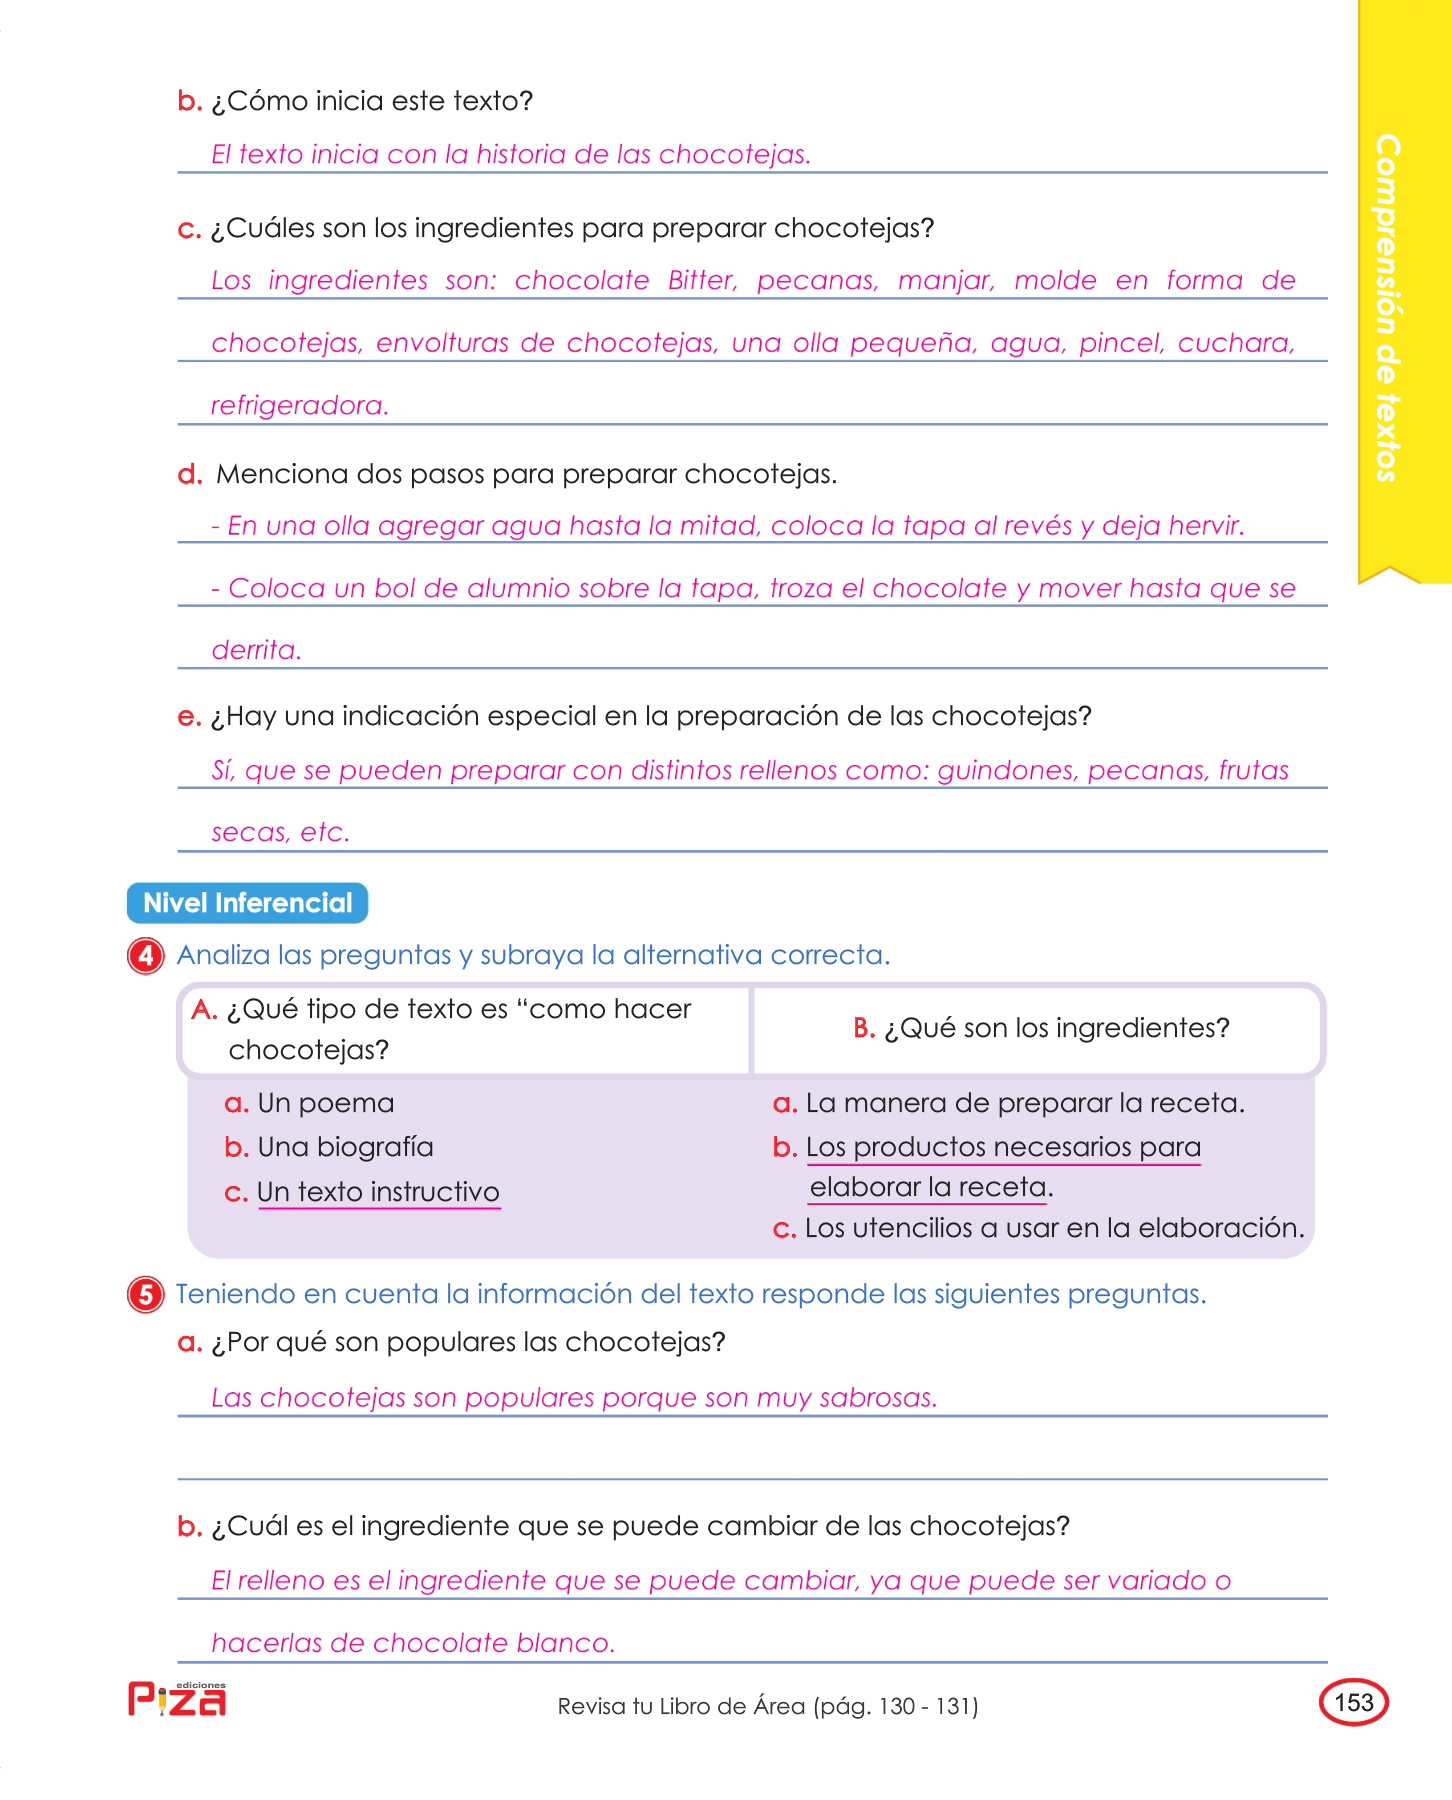 b. ¿Cómo inicia este texto?
El texto inicia con la historia de las chocotejas.
c. ¿Cuáles son los ingredientes para preparar chocotejas?
Los ingredientes son: chocolate Bitter, pecanas, manjar, molde en forma de
chocotejas, envolturas de chocotejas, una olla pequeña, agua, pincel, cuchara,
refrigeradora.
d. Menciona dos pasos para preparar chocotejas.
- En una olla agregar agua hasta la mitad, coloca la tapa al revés y deja hervir.
- Coloca un bol de alumnio sobre la tapa, troza el chocolate y mover hasta que se
derrita.
e. ¿Hay una indicación especial en la preparación de las chocotejas?
Sí, que se pueden preparar con distintos rellenos como: guindones, pecanas, frutas
secas, etc.
Comprensión de textos
Nivel Inferencial
4 Analiza las preguntas y subraya la alternativa correcta.
A. ¿Qué tipo de texto es “como hacer
chocotejas?
a. Un poema
b. Una biografía
c. Un texto instructivo
B. ¿Qué son los ingredientes?
a. La manera de preparar la receta.
b. Los productos necesarios para
elaborar la receta.
c. Los utencilios a usar en la elaboración.
5 Teniendo en cuenta la información del texto responde las siguientes preguntas.
a. ¿Por qué son populares las chocotejas?
Las chocotejas son populares porque son muy sabrosas.
b. ¿Cuál es el ingrediente que se puede cambiar de las chocotejas?
El relleno es el ingrediente que se puede cambiar, ya que puede ser variado o
hacerlas de chocolate blanco.
ediciones
Piza
Revisa tu Libro de Área (pág. 130 - 131)
153